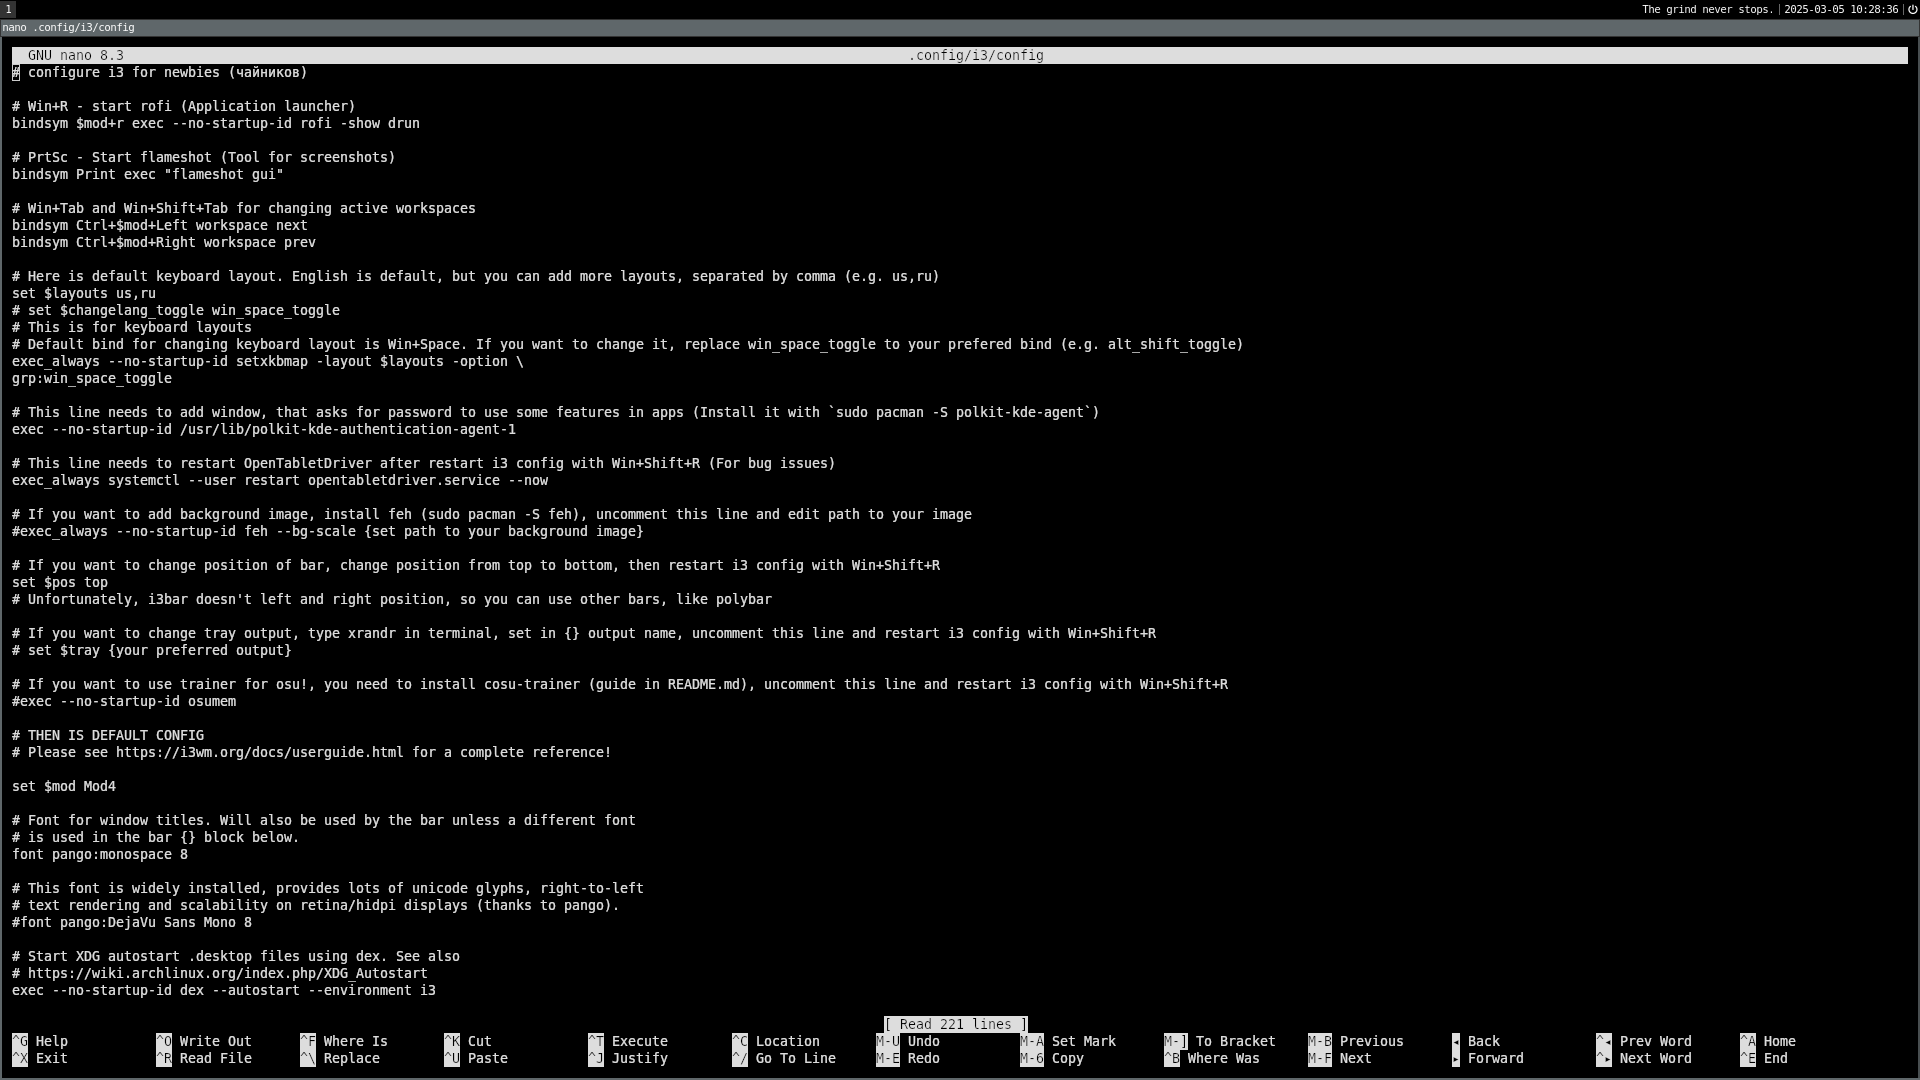 1
The grind never stops. 2025-03-05 10:28:36
nano .config/i3/config
GNU nano 8.3 .config/i3/config
# configure i3 for newbies (чайников)
# Win+R - start rofi (Application launcher)
bindsym $mod+r exec --no-startup-id rofi -show drun
# PrtSc - Start flameshot (Tool for screenshots)
bindsym Print exec "flameshot gui"
# Win+Tab and Win+Shift+Tab for changing active workspaces
bindsym Ctrl+$mod+Left workspace next
bindsym Ctrl+$mod+Right workspace prev
# Here is default keyboard layout. English is default, but you can add more layouts, separated by comma (e.g. us,ru)
set $layouts us,ru
# set $changelang_toggle win_space_toggle
# This is for keyboard layouts
# Default bind for changing keyboard layout is Win+Space. If you want to change it, replace win_space_toggle to your prefered bind (e.g. alt_shift_toggle)
exec_always --no-startup-id setxkbmap -layout $layouts -option \
grp:win_space_toggle
# This line needs to add window, that asks for password to use some features in apps (Install it with `sudo pacman -S polkit-kde-agent`)
exec --no-startup-id /usr/lib/polkit-kde-authentication-agent-1
# This line needs to restart OpenTabletDriver after restart i3 config with Win+Shift+R (For bug issues)
exec_always systemctl --user restart opentabletdriver.service --now
# If you want to add background image, install feh (sudo pacman -S feh), uncomment this line and edit path to your image
#exec_always --no-startup-id feh --bg-scale {set path to your background image}
# If you want to change position of bar, change position from top to bottom, then restart i3 config with Win+Shift+R
set $pos top
# Unfortunately, i3bar doesn't left and right position, so you can use other bars, like polybar
# If you want to change tray output, type xrandr in terminal, set in {} output name, uncomment this line and restart i3 config with Win+Shift+R
# set $tray {your preferred output}
# If you want to use trainer for osu!, you need to install cosu-trainer (guide in README.md), uncomment this line and restart i3 config with Win+Shift+R
#exec --no-startup-id osumem
# THEN IS DEFAULT CONFIG
# Please see https://i3wm.org/docs/userguide.html for a complete reference!
set $mod Mod4
# Font for window titles. Will also be used by the bar unless a different font
# is used in the bar {} block below.
font pango:monospace 8
# This font is widely installed, provides lots of unicode glyphs, right-to-left
# text rendering and scalability on retina/hidpi displays (thanks to pango).
#font pango:DejaVu Sans Mono 8
# Start XDG autostart .desktop files using dex. See also
# https://wiki.archlinux.org/index.php/XDG_Autostart
exec --no-startup-id dex --autostart --environment i3
[ Read 221 lines ]
^G Help ^O Write Out ^F Where Is ^K Cut ^T Execute ^C Location M-U Undo M-A Set Mark M-] To Bracket M-B Previous ◂ Back ^◂ Prev Word ^A Home
^X Exit ^R Read File ^\ Replace ^U Paste ^J Justify ^/ Go To Line M-E Redo M-6 Copy ^B Where Was M-F Next ▸ Forward ^▸ Next Word ^E End